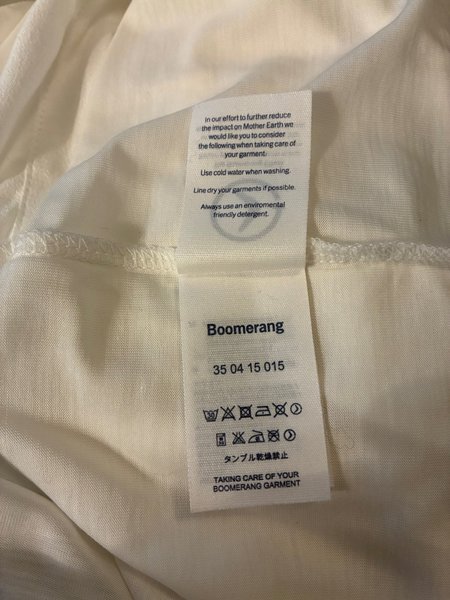 In our effort to further reduce
the impact on Mother Earth we
would like you to consider
the following when taking care of
your garment.
Use cold water when washing.
Line dry your garments if possible.
Always use an enviromental
friendly detergent.
Boomerang
35 04 15 015
タンブル乾燥禁止
TAKING CARE OF YOUR
BOOMERANG GARMENT